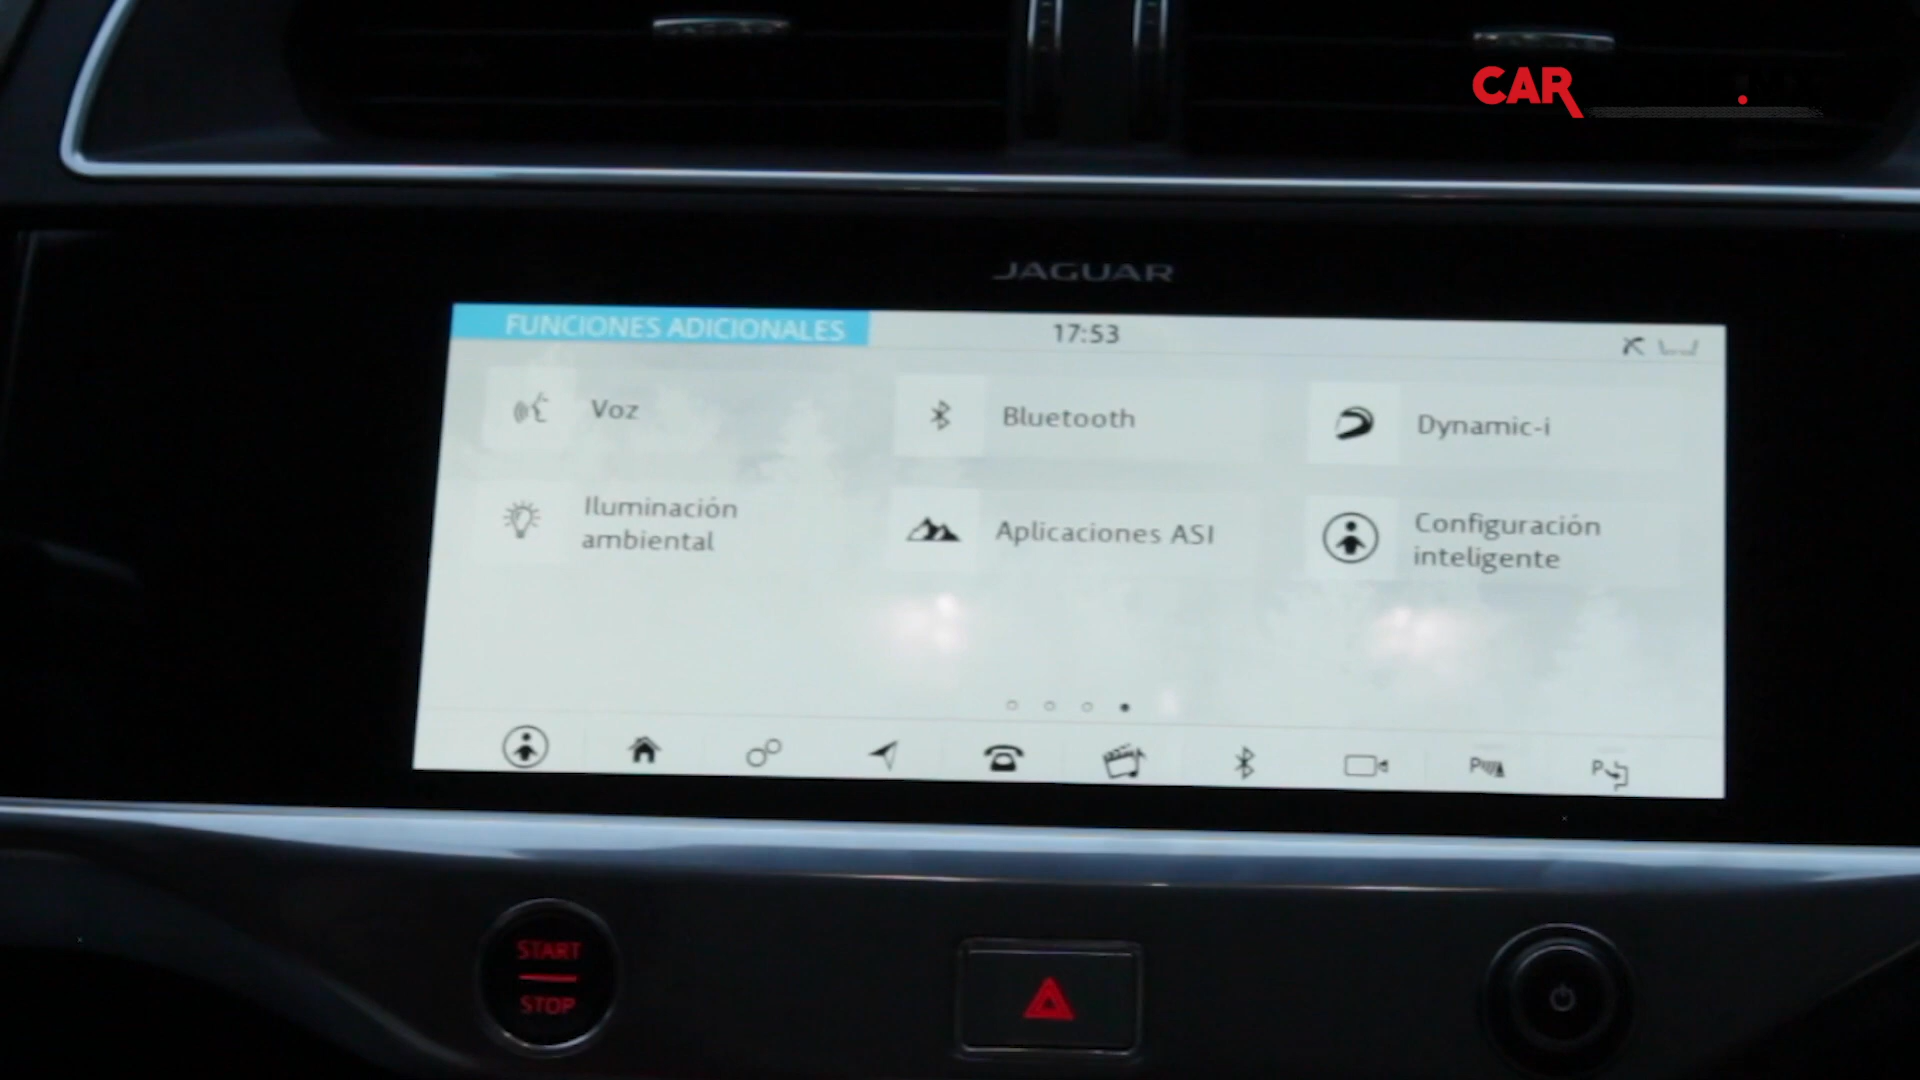 CAR
JAGUAR
FUNCIONES ADICIONALES
17:53
Voz
Bluetooth
Dynamic-i
Iluminación
ambiental
Aplicaciones ASI
Configuración
inteligente
P
P
START
STOP